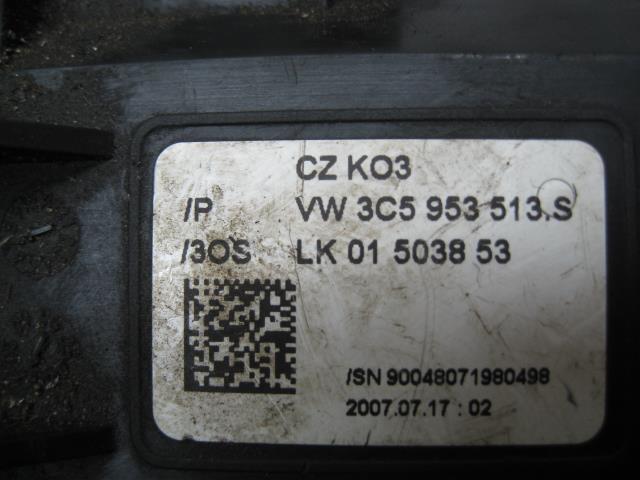 CZ KO3
/P VW 3C5 953 513.S
/3OS LK 01 5038 53
/SN 90048071980498
2007.07.17 : 02